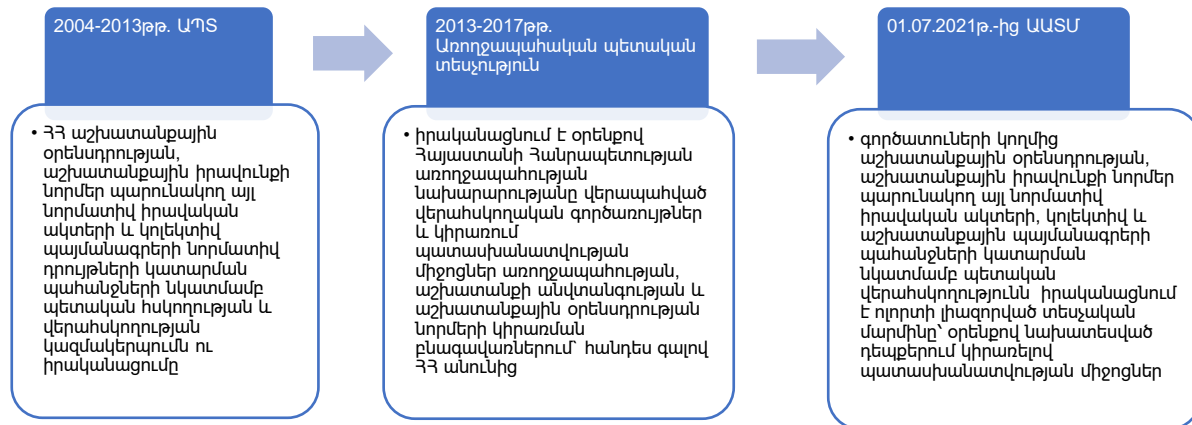 2004-2013թթ. ԱՊՏ
• ՀՀ աշխատանքային
օրենսդրության,
աշխատանքային իրավունքի
նորմեր պարունակող այլ
նորմատիվ իրավական
ակտերի և կոլեկտիվ
պայմանագրերի նորմատիվ
դրույթների կատարման
պահանջների նկատմամբ
պետական հսկողության և
վերահսկողության
կազմակերպումն ու
իրականացումը
2013-2017թթ.
Առողջապահական պետական
տեսչություն
• իրականացնում է օրենքով
Հայաստանի Հանրապետության
առողջապահության
նախարարությանը վերապահված
վերահսկողական գործառույթներ
և կիրառում
պատասխանատվության
միջոցներ առողջապահության,
աշխատանքի անվտանգության և
աշխատանքային օրենսդրության
նորմերի կիրառման
բնագավառներում՝ հանդես գալով
ՀՀ անունից
01.07.2021թ.-ից ԱԱՏՄ
• գործատուների կողմից
աշխատանքային օրենսդրության,
աշխատանքային իրավունքի նորմեր
պարունակող այլ նորմատիվ
իրավական ակտերի, կոլեկտիվ և
աշխատանքային պայմանագրերի
պահանջների կատարման
նկատմամբ պետական
վերահսկողությունն իրականացնում
է ոլորտի լիազորված տեսչական
մարմինը՝ օրենքով նախատեսված
դեպքերում կիրառելով
պատասխանատվության միջոցներ